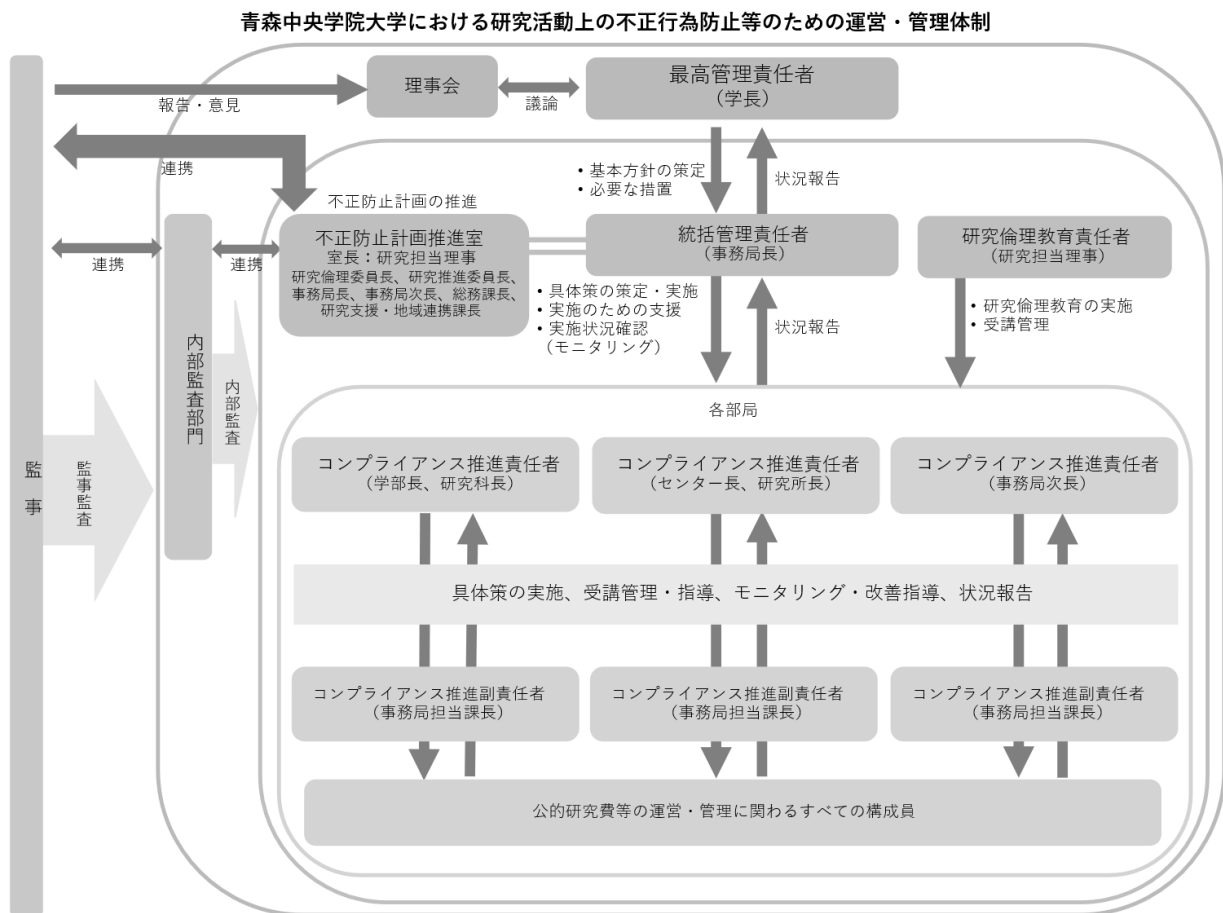 青森中央学院大学における研究活動上の不正行為防止等のための運営・管理体制
理事会
最高管理責任者
（学長）
報告・意見
議論
連携
・基本方針の策定
・必要な措置
状況報告
不正防止計画の推進
不正防止計画推進室
室長：研究担当理事
研究倫理委員長、研究推進委員長、
事務局長、事務局次長、総務課長、
研究支援・地域連携課長
統括管理責任者
（事務局長）
研究倫理教育責任者
（研究担当理事）
連携
連携
・具体策の策定・実施
・実施のための支援
・実施状況確認
（モニタリング）
状況報告
・研究倫理教育の実施
・受講管理
内部監査部門
内部監査
監事
監事監査
各部局
コンプライアンス推進責任者
（学部長、研究科長）
コンプライアンス推進責任者
（センター長、研究所長）
コンプライアンス推進責任者
（事務局次長）
具体策の実施、受講管理・指導、モニタリング・改善指導、状況報告
コンプライアンス推進副責任者
（事務局担当課長）
コンプライアンス推進副責任者
（事務局担当課長）
コンプライアンス推進副責任者
（事務局担当課長）
公的研究費等の運営・管理に関わるすべての構成員